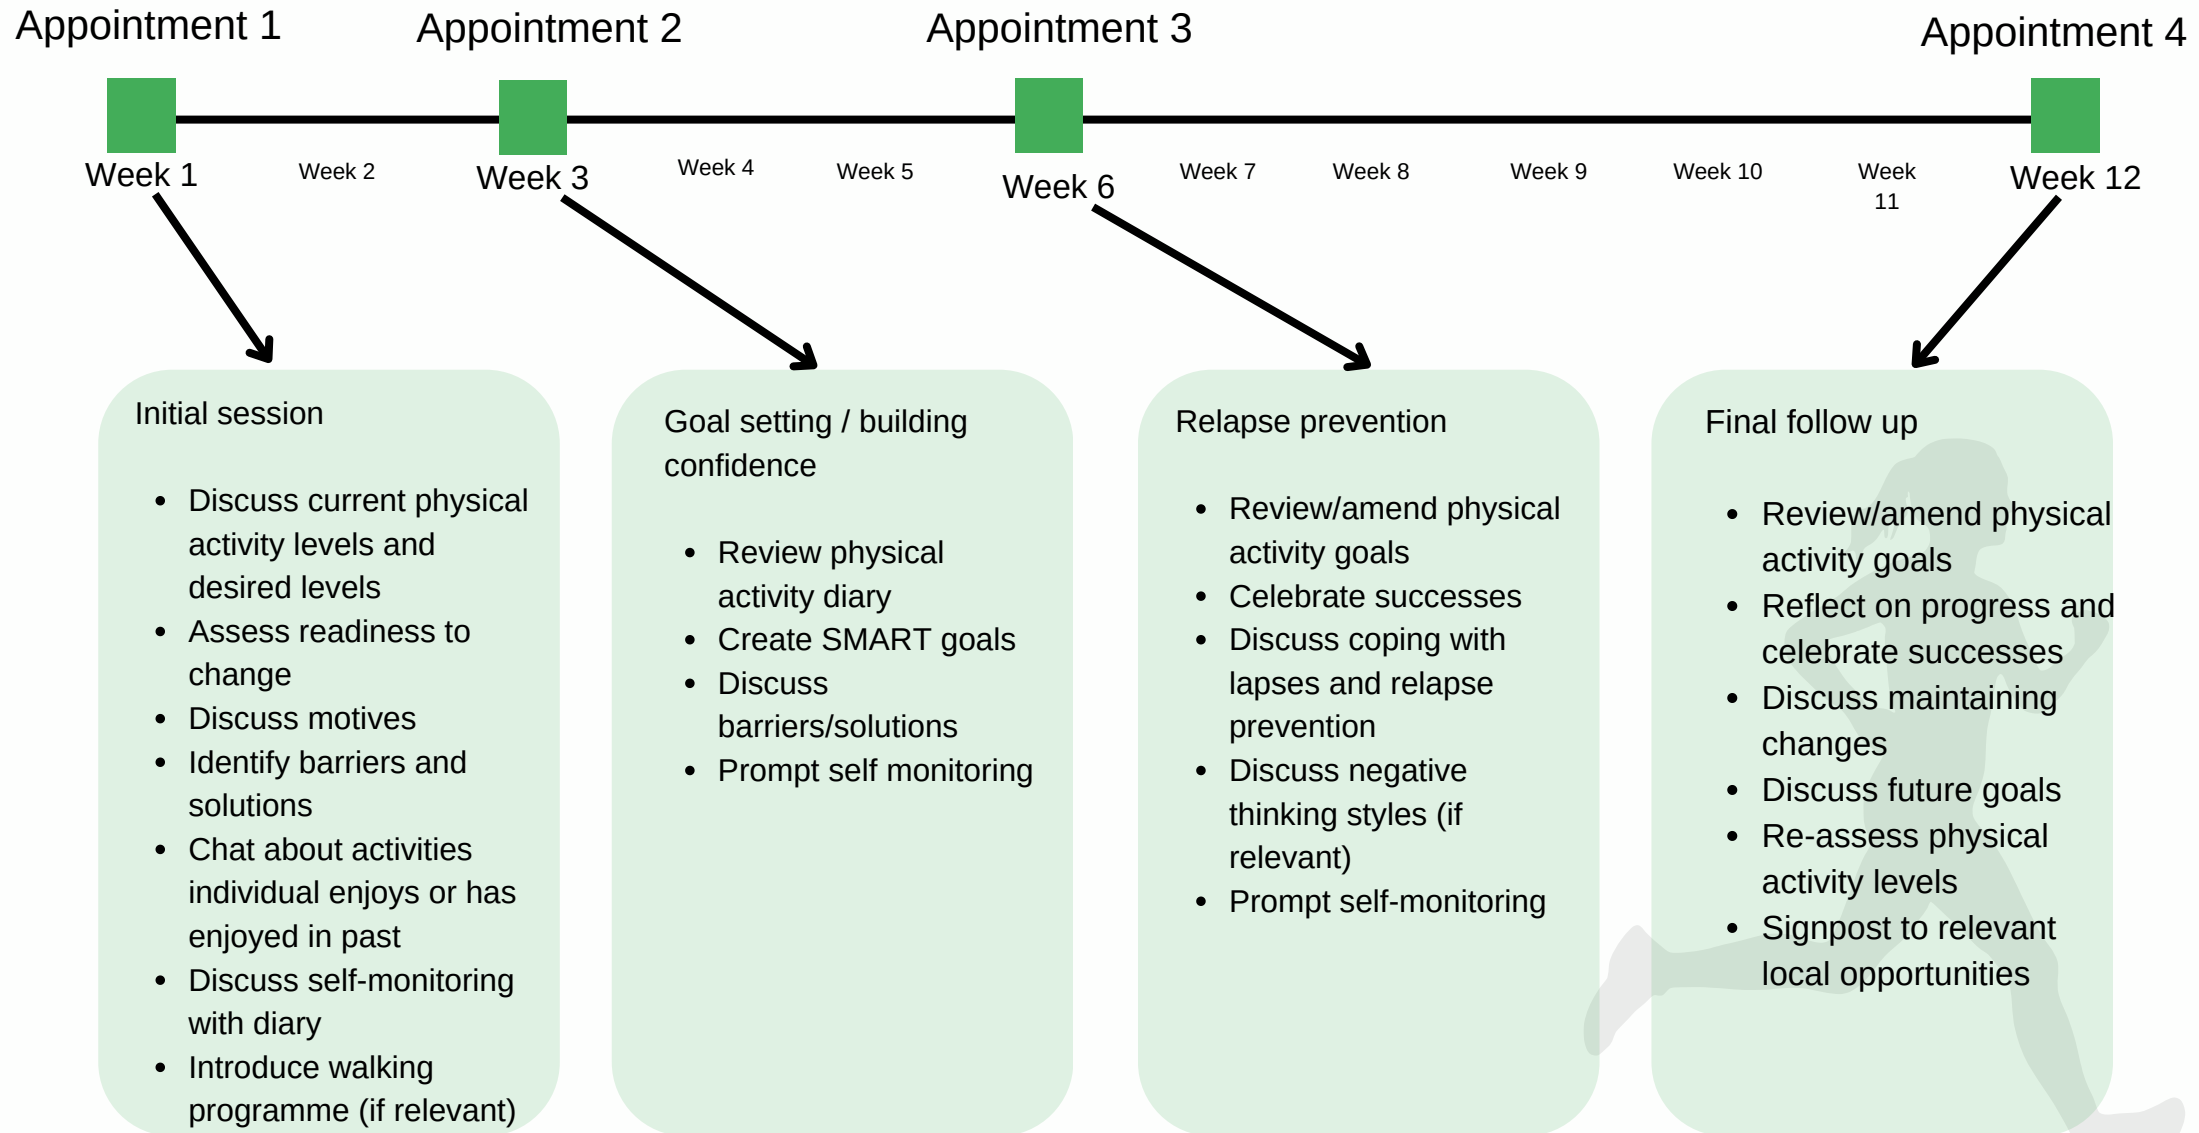 Appointment 1
Appointment 2
Appointment 3
Appointment 4
Week 1
Week 2
Week 3
Week 4
Week 5
Week 6
Week 7
Week 8
Week 9
Week 10
Week
11
Week 12
Initial session
• Discuss current physical
activity levels and
desired levels
• Assess readiness to
change
• Discuss motives
• Identify barriers and
solutions
• Chat about activities
individual enjoys or has
enjoyed in past
• Discuss self-monitoring
with diary
• Introduce walking
programme (if relevant)
Goal setting / building
confidence
• Review physical
activity diary
• Create SMART goals
• Discuss
barriers/solutions
• Prompt self monitoring
Relapse prevention
• Review/amend physical
activity goals
• Celebrate successes
• Discuss coping with
lapses and relapse
prevention
• Discuss negative
thinking styles (if
relevant)
• Prompt self-monitoring
Final follow up
• Review/amend physical
activity goals
• Reflect on progress and
celebrate successes
• Discuss maintaining
changes
• Discuss future goals
• Re-assess physical
activity levels
• Signpost to relevant
local opportunities